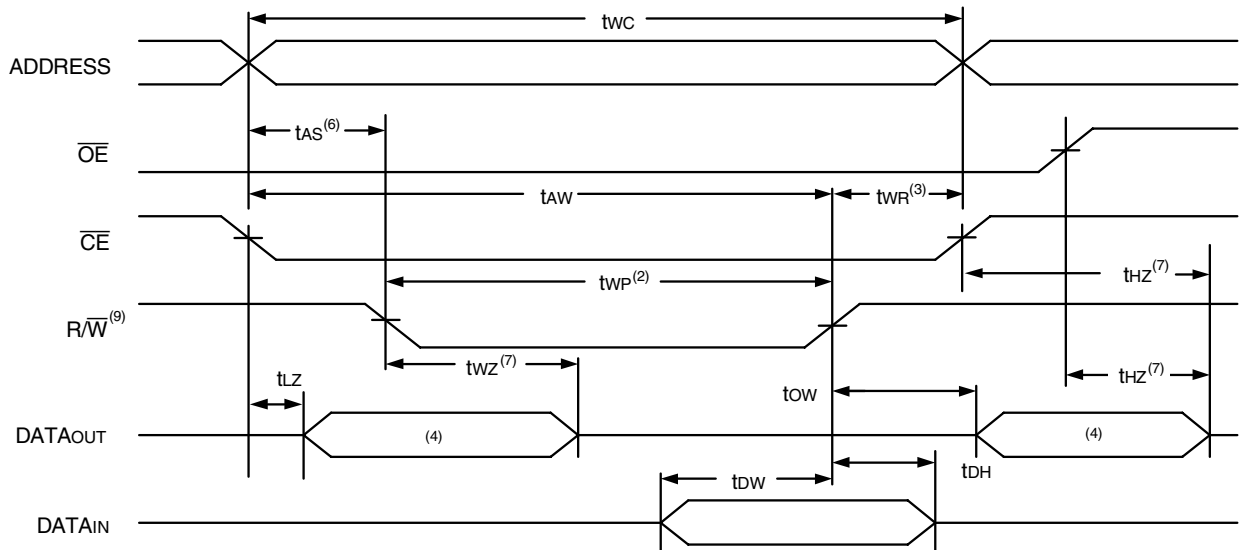 tWC
ADDRESS
tAS(6)
OE
tAW
tWR(3)
CE
tWP(2)
tHZ(7)
R/W(9)
tWZ(7)
tLZ
tOW
tHZ(7)
DATAOUT
(4)
(4)
tDW
tDH
DATAIN